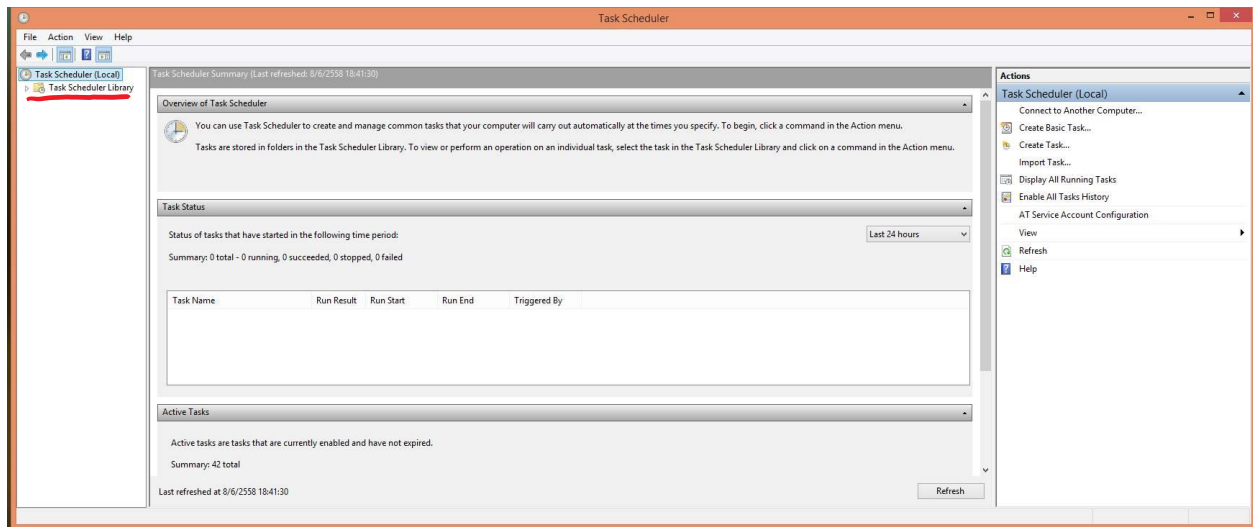 Task Scheduler
File Action View Help
Task Scheduler (Local)
Task Scheduler Library
Task Scheduler Summary (Last refreshed: 8/6/2558 18:41:30)
Overview of Task Scheduler
You can use Task Scheduler to create and manage common tasks that your computer will carry out automatically at the times you specify. To begin, click a command in the Action menu.
Tasks are stored in folders in the Task Scheduler Library. To view or perform an operation on an individual task, select the task in the Task Scheduler Library and click on a command in the Action menu.
Task Status
Status of tasks that have started in the following time period:
Last 24 hours
Summary: 0 total - 0 running, 0 succeeded, 0 stopped, 0 failed
Task Name Run Result Run Start Run End Triggered By
Active Tasks
Active tasks are tasks that are currently enabled and have not expired.
Summary: 42 total
Last refreshed at 8/6/2558 18:41:30
Refresh
Actions
Task Scheduler (Local)
Connect to Another Computer...
Create Basic Task...
Create Task...
Import Task...
Display All Running Tasks
Enable All Tasks History
AT Service Account Configuration
View
Refresh
Help